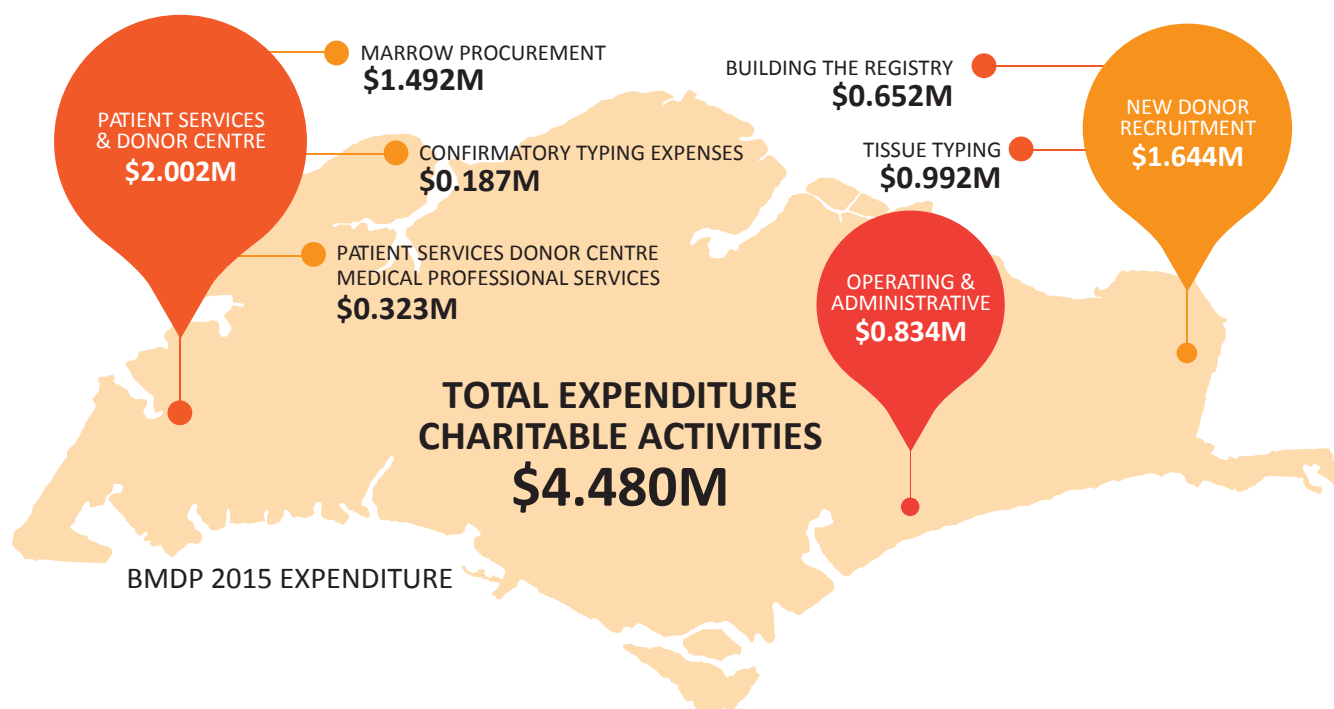 PATIENT SERVICES
& DONOR CENTRE
$2.002M
MARROW PROCUREMENT
$1.492M
CONFIRMATORY TYPING EXPENSES
$0.187M
PATIENT SERVICES DONOR CENTRE
MEDICAL PROFESSIONAL SERVICES
$0.323M
BUILDING THE REGISTRY
$0.652M
TISSUE TYPING
$0.992M
NEW DONOR
RECRUITMENT
$1.644M
OPERATING &
ADMINISTRATIVE
$0.834M
TOTAL EXPENDITURE
CHARITABLE ACTIVITIES
$4.480M
BMDP 2015 EXPENDITURE